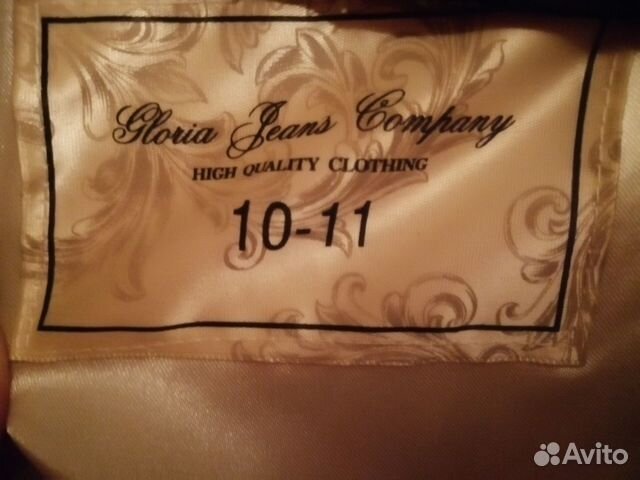 Gloria Jeans Company
HIGH QUALITY CLOTHING
10-11
Avito